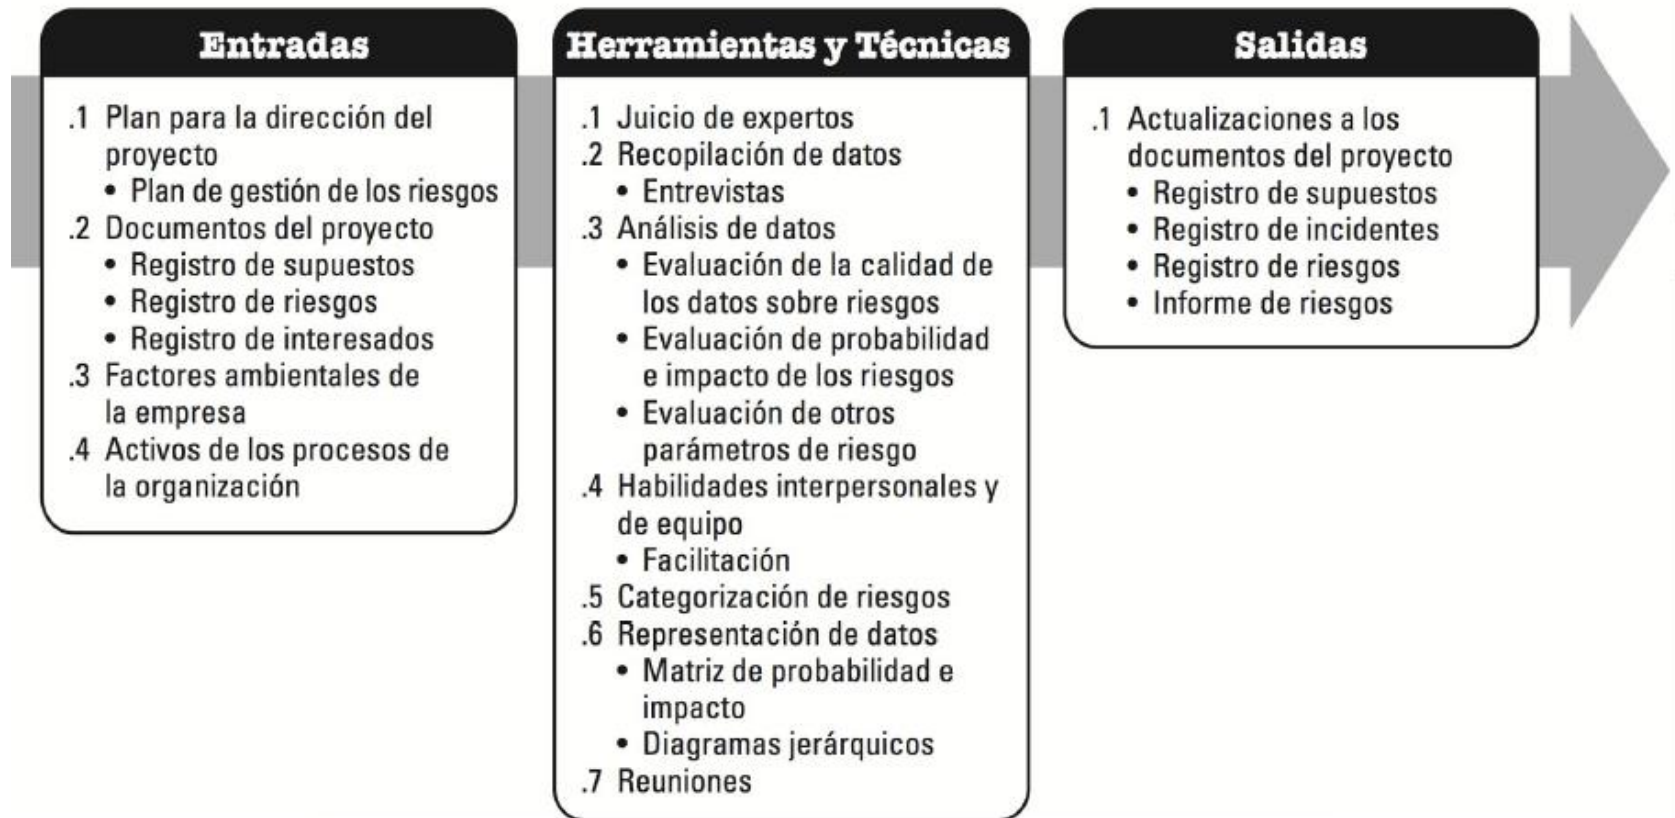 Entradas
.1 Plan para la dirección del
proyecto
• Plan de gestión de los riesgos
.2 Documentos del proyecto
• Registro de supuestos
• Registro de riesgos
• Registro de interesados
.3 Factores ambientales de
la empresa
.4 Activos de los procesos de
la organización
Herramientas y Técnicas
.1 Juicio de expertos
.2 Recopilación de datos
• Entrevistas
.3 Análisis de datos
• Evaluación de la calidad de
los datos sobre riesgos
• Evaluación de probabilidad
e impacto de los riesgos
• Evaluación de otros
parámetros de riesgo
.4 Habilidades interpersonales y
de equipo
• Facilitación
.5 Categorización de riesgos
.6 Representación de datos
• Matriz de probabilidad e
impacto
• Diagramas jerárquicos
.7 Reuniones
Salidas
.1 Actualizaciones a los
documentos del proyecto
• Registro de supuestos
• Registro de incidentes
• Registro de riesgos
• Informe de riesgos